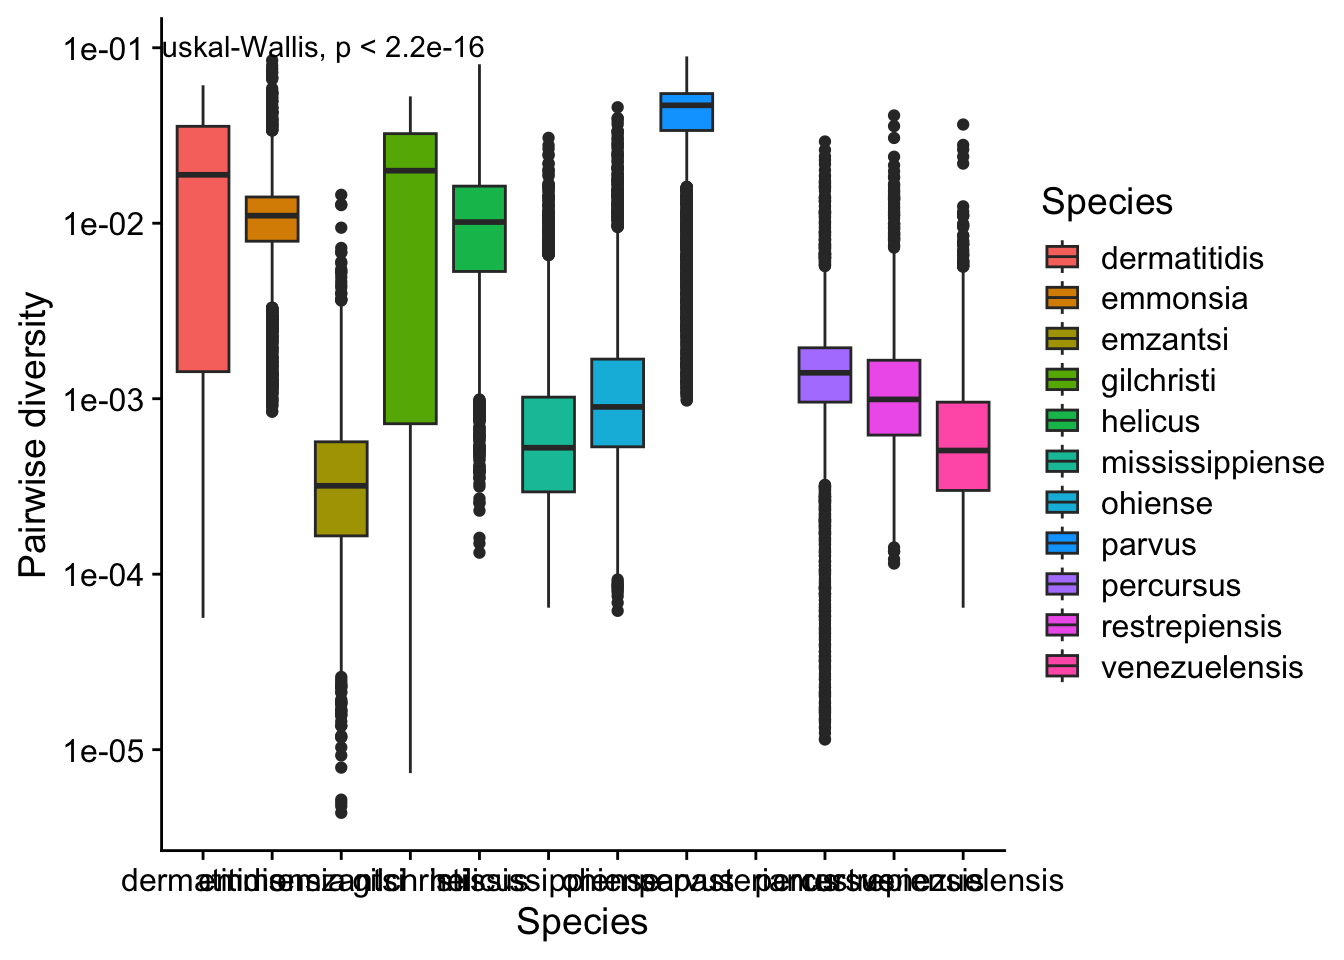 uskal-Wallis, p < 2.2e-16
1e-01
1e-02
1e-03
1e-04
1e-05
Pairwise diversity
Species
Species
dermatitidis
emmonsia
emzantsi
gilchristi
helicus
mississippiense
ohiense
parvus
percursus
restrepiensis
venezuelensis